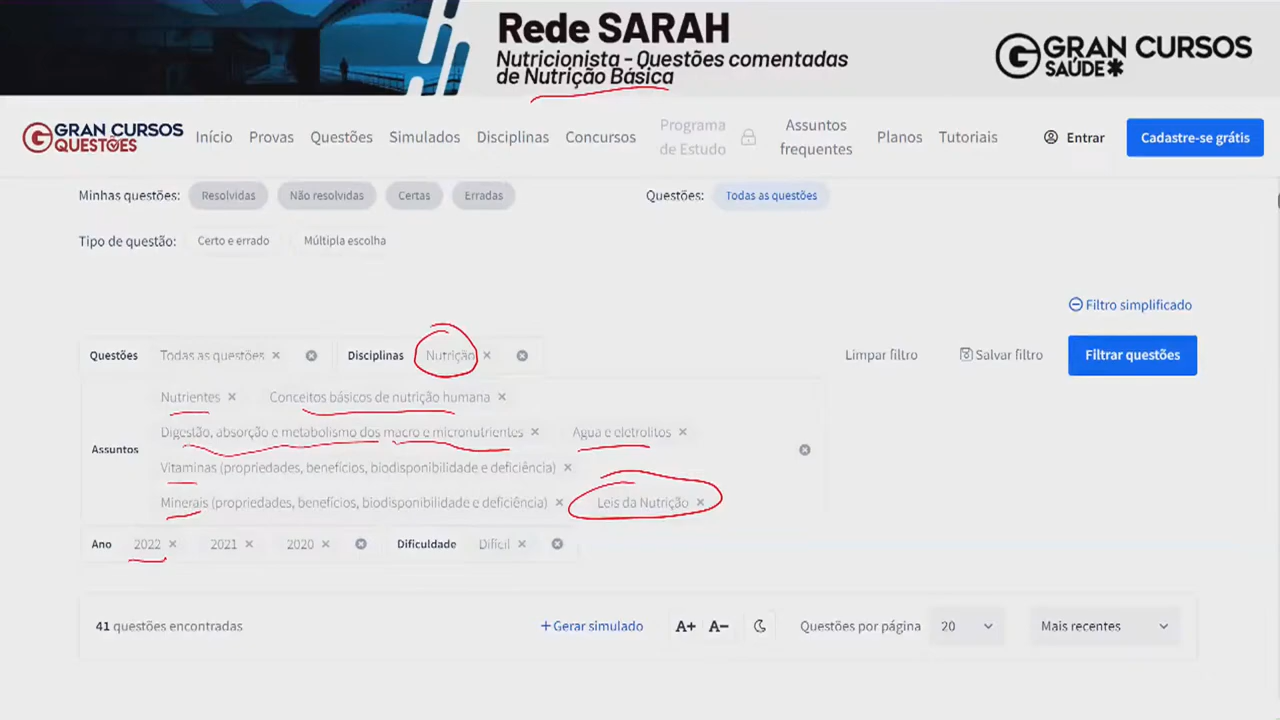 Rede SARAH
Nutricionista - Questões comentadas
de Nutrição Básica
GRAN CURSOS
SAÚDE
GRAN CURSOS
QUESTÕES
Início Provas Questões Simulados Disciplinas Concursos Programa de Estudo Assuntos frequentes Planos Tutoriais Entrar Cadastre-se grátis
Minhas questões: Resolvidas Não resolvidas Certas Erradas Questões: Todas as questões
Tipo de questão: Certo e errado Múltipla escolha
Filtro simplificado
Questões Todas as questões × Disciplinas Nutrição × Limpar filtro Salvar filtro Filtrar questões
Nutrientes × Conceitos básicos de nutrição humana ×
Digestão, absorção e metabolismo dos macro e micronutrientes × Agua e eletrolitos ×
Assuntos
Vitaminas (propriedades, benefícios, biodisponibilidade e deficiência) ×
Minerais (propriedades, benefícios, biodisponibilidade e deficiência) × Leis da Nutrição ×
Ano 2022 × 2021 × 2020 × Dificuldade Difícil ×
41 questões encontradas +Gerar simulado A+ A− Questões por página 20 Mais recentes